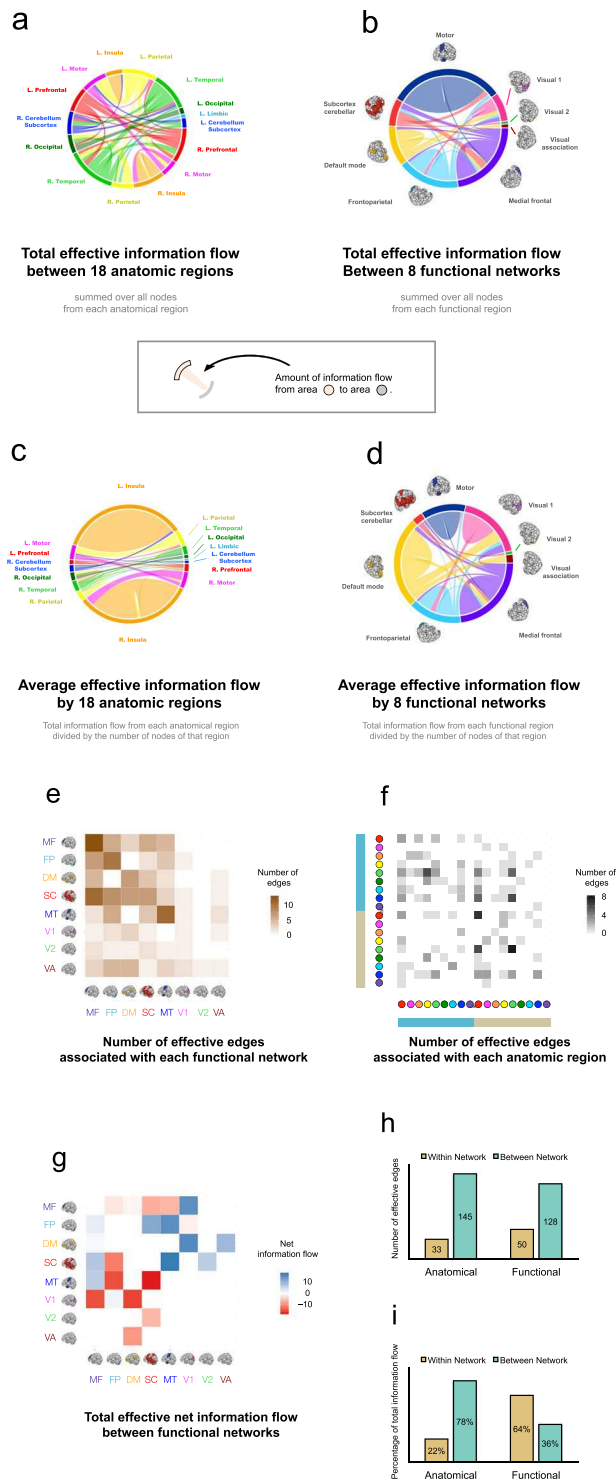 a
L. Insula
L. Parietal
L. Motor
L. Temporal
L. Prefrontal
L. Occipital
L. Limbic
R. Cerebellum
Subcortex
L. Cerebellum
Subcortex
R. Occipital
R. Prefrontal
R. Temporal
R. Motor
R. Insula
R. Parietal
Total effective information flow
between 18 anatomic regions
summed over all nodes
from each anatomical region
b
Motor
Visual 1
Subcortex
cerebellar
Visual 2
Visual
association
Default mode
Frontoparietal
Medial frontal
Total effective information flow
Between 8 functional networks
summed over all nodes
from each functional region
Amount of information flow
from area to area .
c
L. Insula
L. Parietal
L. Temporal
L. Occipital
L. Limbic
L. Cerebellum
Subcortex
R. Prefrontal
R. Motor
L. Motor
L. Prefrontal
R. Cerebellum
Subcortex
R. Occipital
R. Temporal
R. Parietal
R. Insula
Average effective information flow
by 18 anatomic regions
Total information flow from each anatomical region
divided by the number of nodes of that region
d
Motor
Subcortex
cerebellar
Visual 1
Visual 2
Visual
association
Default mode
Frontoparietal
Medial frontal
Average effective information flow
by 8 functional networks
Total information flow from each functional region
divided by the number of nodes of that region
e
MF
FP
DM
SC
MT
V1
V2
VA
MF FP DM SC MT V1 V2 VA
Number of
edges
10
5
0
Number of effective edges
associated with each functional network
f
Number of
edges
8
4
0
Number of effective edges
associated with each anatomic region
g
MF
FP
DM
SC
MT
V1
V2
VA
MF FP DM SC MT V1 V2 VA
Net
information flow
10
0
−10
Total effective net information flow
between functional networks
h
Within Network Between Network
Number of effective edges
33
145
50
128
Anatomical Functional
i
Within Network Between Network
Percentage of total information flow
22%
78%
64%
36%
Anatomical Functional